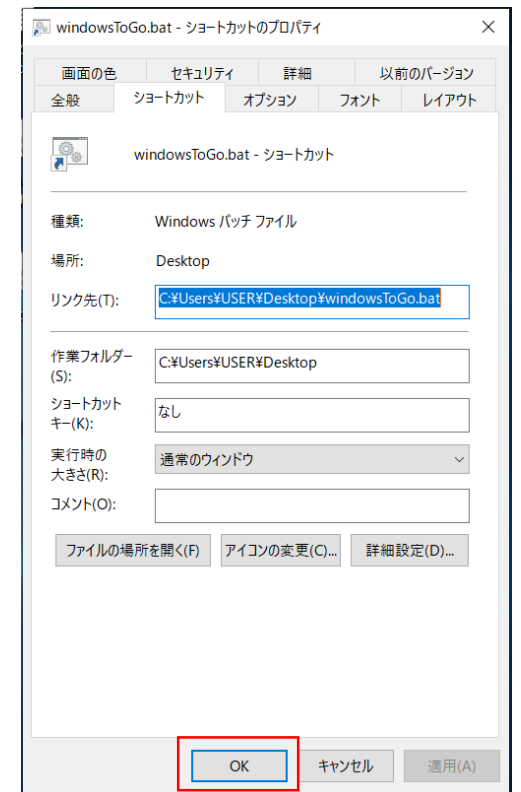 windowsToGo.bat - ショートカットのプロパティ
画面の色 セキュリティ 詳細 以前のバージョン
全般 ショートカット オプション フォント レイアウト
windowsToGo.bat - ショートカット
種類: Windows バッチ ファイル
場所: Desktop
リンク先(T): C:¥Users¥USER¥Desktop¥windowsToGo.bat
作業フォルダー
(S): C:¥Users¥USER¥Desktop
ショートカット
キー(K): なし
実行時の
大きさ(R): 通常のウィンドウ
コメント(O):
ファイルの場所を開く(F) アイコンの変更(C)... 詳細設定(D)...
OK キャンセル 適用(A)